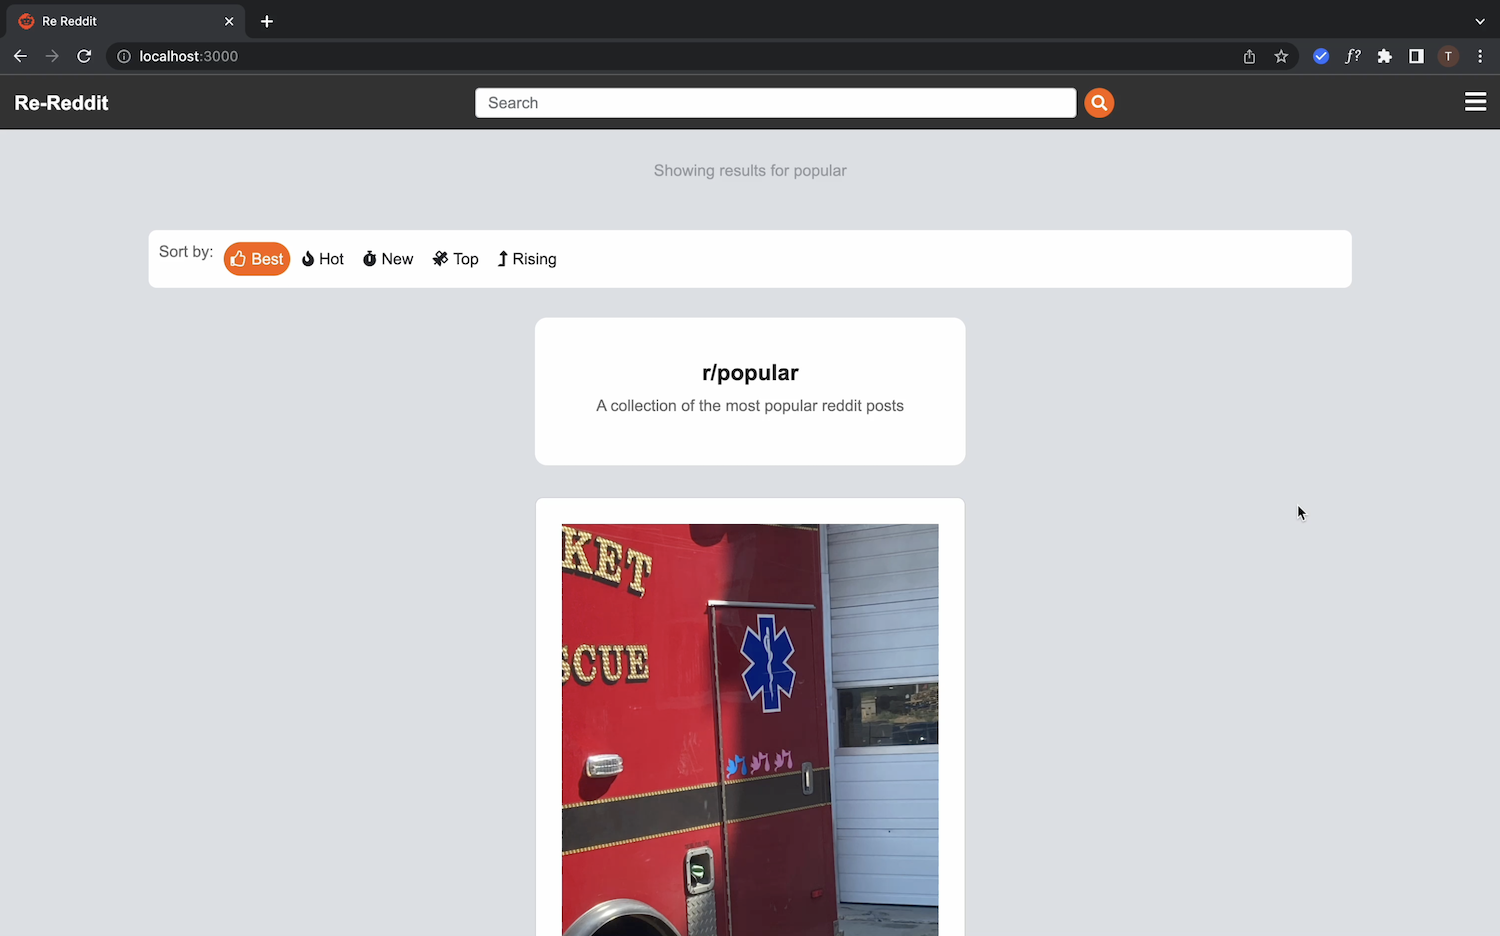 Re Reddit
localhost:3000
f?
T
Re-Reddit
Search
Showing results for popular
Sort by:
Best
Hot
New
Top
Rising
r/popular
A collection of the most popular reddit posts
KET
SCUE